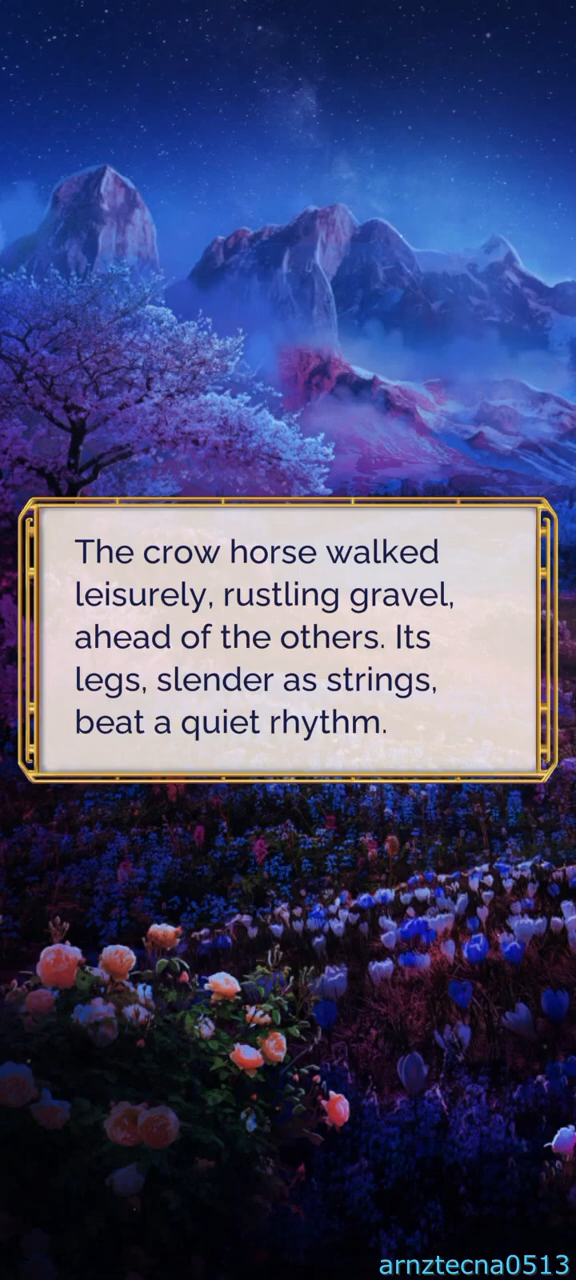 The crow horse walked
leisurely, rustling gravel,
ahead of the others. Its
legs, slender as strings,
beat a quiet rhythm.
arnztecna0513